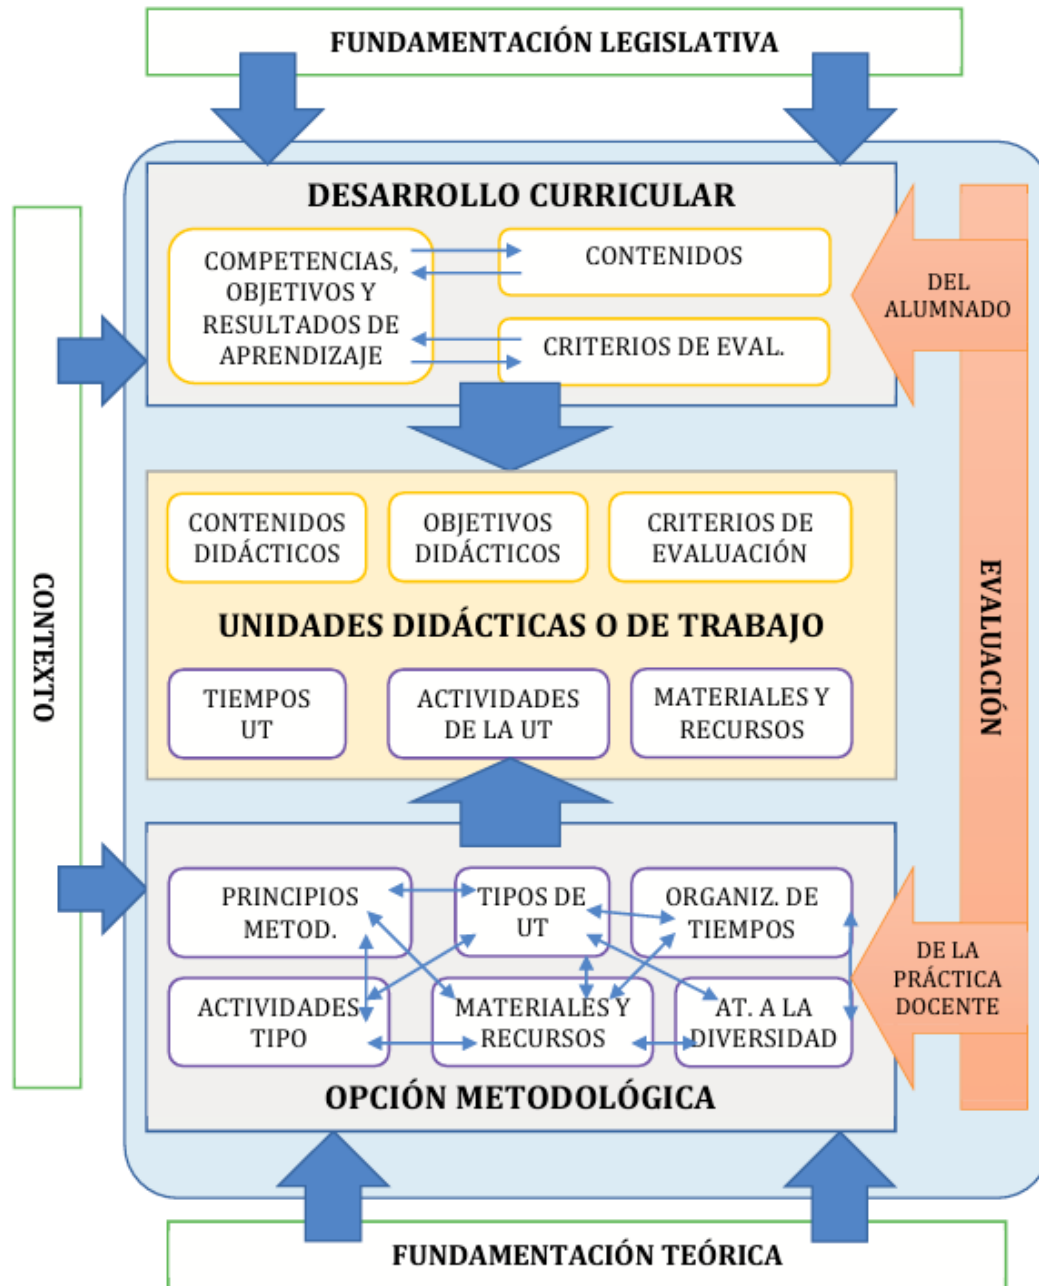 FUNDAMENTACIÓN LEGISLATIVA
DESARROLLO CURRICULAR
COMPETENCIAS,
OBJETIVOS Y
RESULTADOS DE
APRENDIZAJE
CONTENIDOS
CRITERIOS DE EVAL.
DEL
ALUMNADO
CONTENIDOS
DIDÁCTICOS
OBJETIVOS
DIDÁCTICOS
CRITERIOS DE
EVALUACIÓN
UNIDADES DIDÁCTICAS O DE TRABAJO
TIEMPOS
UT
ACTIVIDADES
DE LA UT
MATERIALES Y
RECURSOS
CONTEXTO
EVALUACIÓN
PRINCIPIOS
METOD.
TIPOS DE
UT
ORGANIZ. DE
TIEMPOS
ACTIVIDADES
TIPO
MATERIALES Y
RECURSOS
AT. A LA
DIVERSIDAD
DE LA
PRÁCTICA
DOCENTE
OPCIÓN METODOLÓGICA
FUNDAMENTACIÓN TEÓRICA